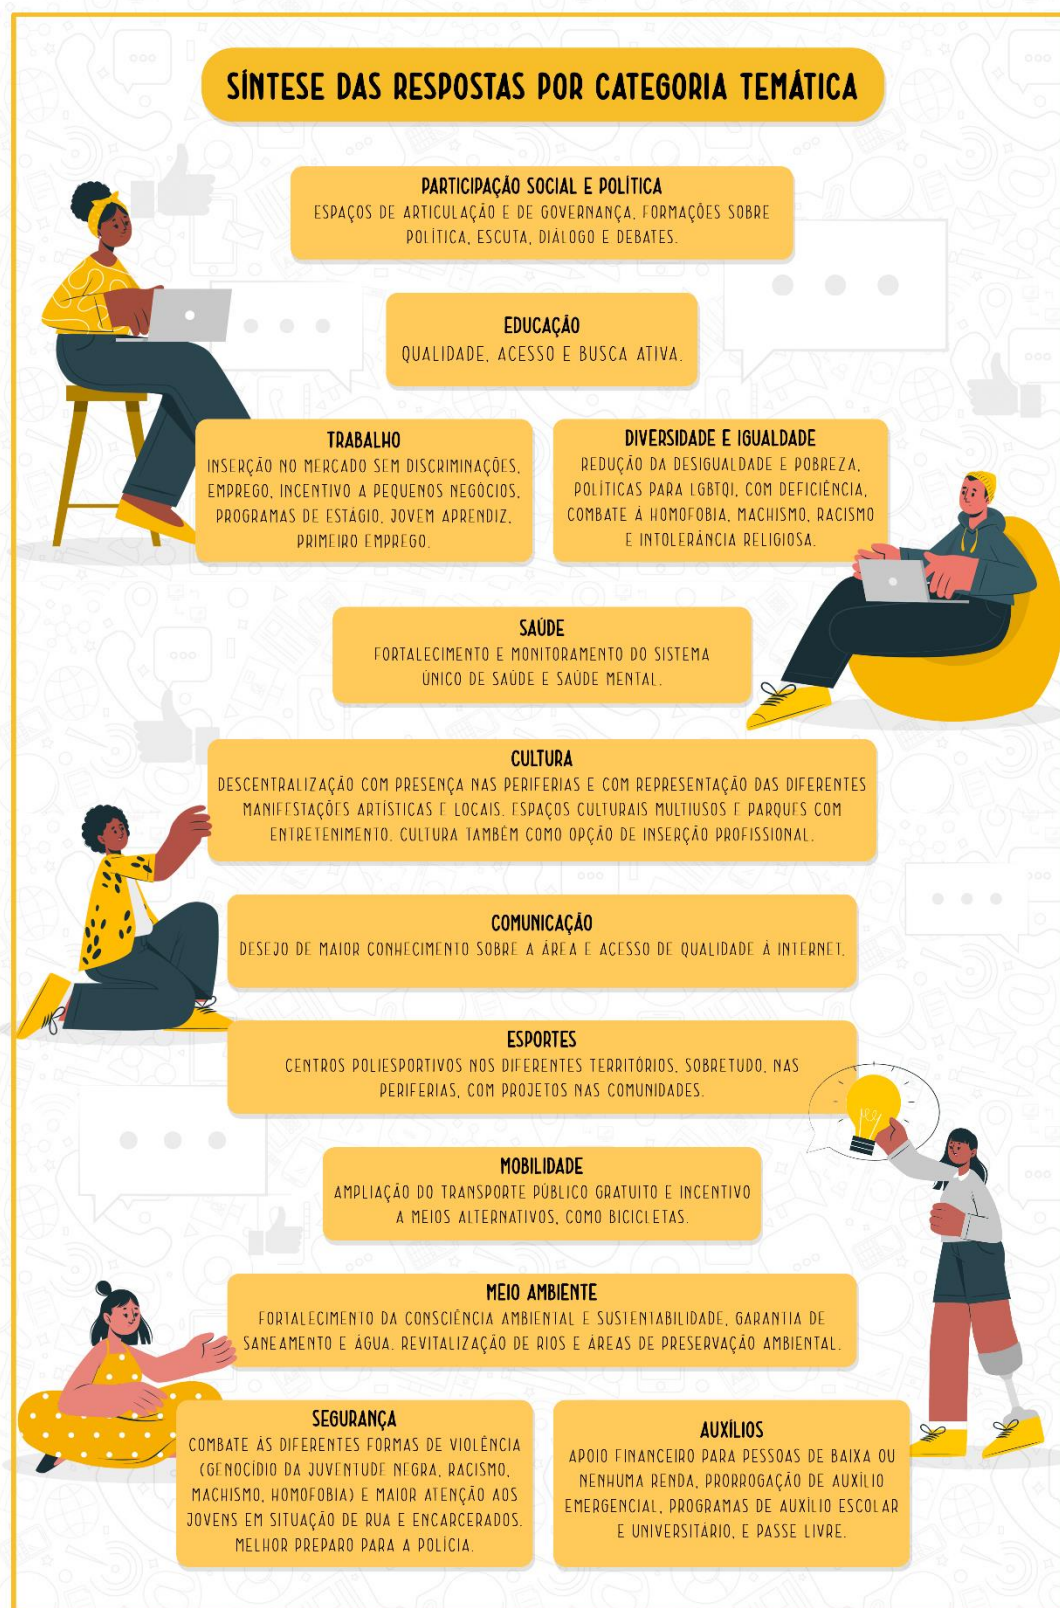 SÍNTESE DAS RESPOSTAS POR CATEGORIA TEMÁTICA
PARTICIPAÇÃO SOCIAL E POLÍTICA
ESPAÇOS DE ARTICULAÇÃO E DE GOVERNANÇA, FORMAÇÕES SOBRE
POLÍTICA, ESCUTA, DIÁLOGO E DEBATES.
EDUCAÇÃO
QUALIDADE, ACESSO E BUSCA ATIVA.
TRABALHO
INSERÇÃO NO MERCADO SEM DISCRIMINAÇÕES,
EMPREGO, INCENTIVO A PEQUENOS NEGÓCIOS,
PROGRAMAS DE ESTÁGIO, JOVEM APRENDIZ,
PRIMEIRO EMPREGO.
DIVERSIDADE E IGUALDADE
REDUÇÃO DA DESIGUALDADE E POBREZA,
POLÍTICAS PARA LGBTQI, COM DEFICIÊNCIA,
COMBATE À HOMOFOBIA, MACHISMO, RACISMO
E INTOLERÂNCIA RELIGIOSA.
SAÚDE
FORTALECIMENTO E MONITORAMENTO DO SISTEMA
ÚNICO DE SAÚDE E SAÚDE MENTAL.
CULTURA
DESCENTRALIZAÇÃO COM PRESENÇA NAS PERIFERIAS E COM REPRESENTAÇÃO DAS DIFERENTES
MANIFESTAÇÕES ARTÍSTICAS E LOCAIS. ESPAÇOS CULTURAIS MULTIUSOS E PARQUES COM
ENTRETENIMENTO. CULTURA TAMBÉM COMO OPÇÃO DE INSERÇÃO PROFISSIONAL.
COMUNICAÇÃO
DESEJO DE MAIOR CONHECIMENTO SOBRE A ÁREA E ACESSO DE QUALIDADE À INTERNET.
ESPORTES
CENTROS POLIESPORTIVOS NOS DIFERENTES TERRITÓRIOS, SOBRETUDO, NAS
PERIFERIAS, COM PROJETOS NAS COMUNIDADES.
MOBILIDADE
AMPLIAÇÃO DO TRANSPORTE PÚBLICO GRATUITO E INCENTIVO
A MEIOS ALTERNATIVOS, COMO BICICLETAS.
MEIO AMBIENTE
FORTALECIMENTO DA CONSCIÊNCIA AMBIENTAL E SUSTENTABILIDADE, GARANTIA DE
SANEAMENTO E ÁGUA. REVITALIZAÇÃO DE RIOS E ÁREAS DE PRESERVAÇÃO AMBIENTAL.
SEGURANÇA
COMBATE ÀS DIFERENTES FORMAS DE VIOLÊNCIA
(GENOCÍDIO DA JUVENTUDE NEGRA, RACISMO,
MACHISMO, HOMOFOBIA) E MAIOR ATENÇÃO AOS
JOVENS EM SITUAÇÃO DE RUA E ENCARCERADOS.
MELHOR PREPARO PARA A POLÍCIA.
AUXÍLIOS
APOIO FINANCEIRO PARA PESSOAS DE BAIXA OU
NENHUMA RENDA, PRORROGAÇÃO DE AUXÍLIO
EMERGENCIAL, PROGRAMAS DE AUXÍLIO ESCOLAR
E UNIVERSITÁRIO, E PASSE LIVRE.